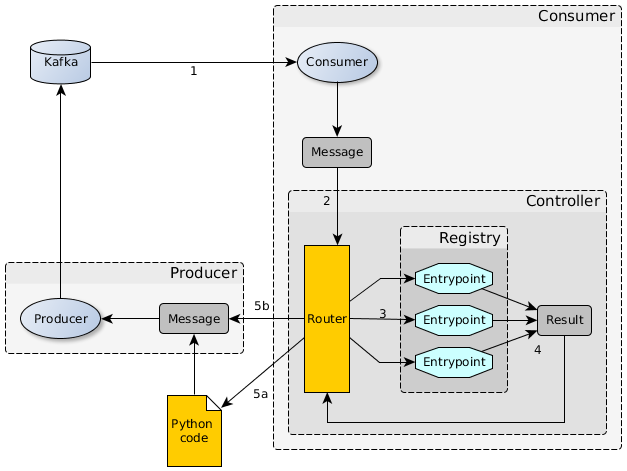 Consumer
Kafka
1
Consumer
Message
2
Controller
Registry
Producer
Entrypoint
5b
3
Producer
Message
Router
Entrypoint
Result
4
Entrypoint
5a
Python
code